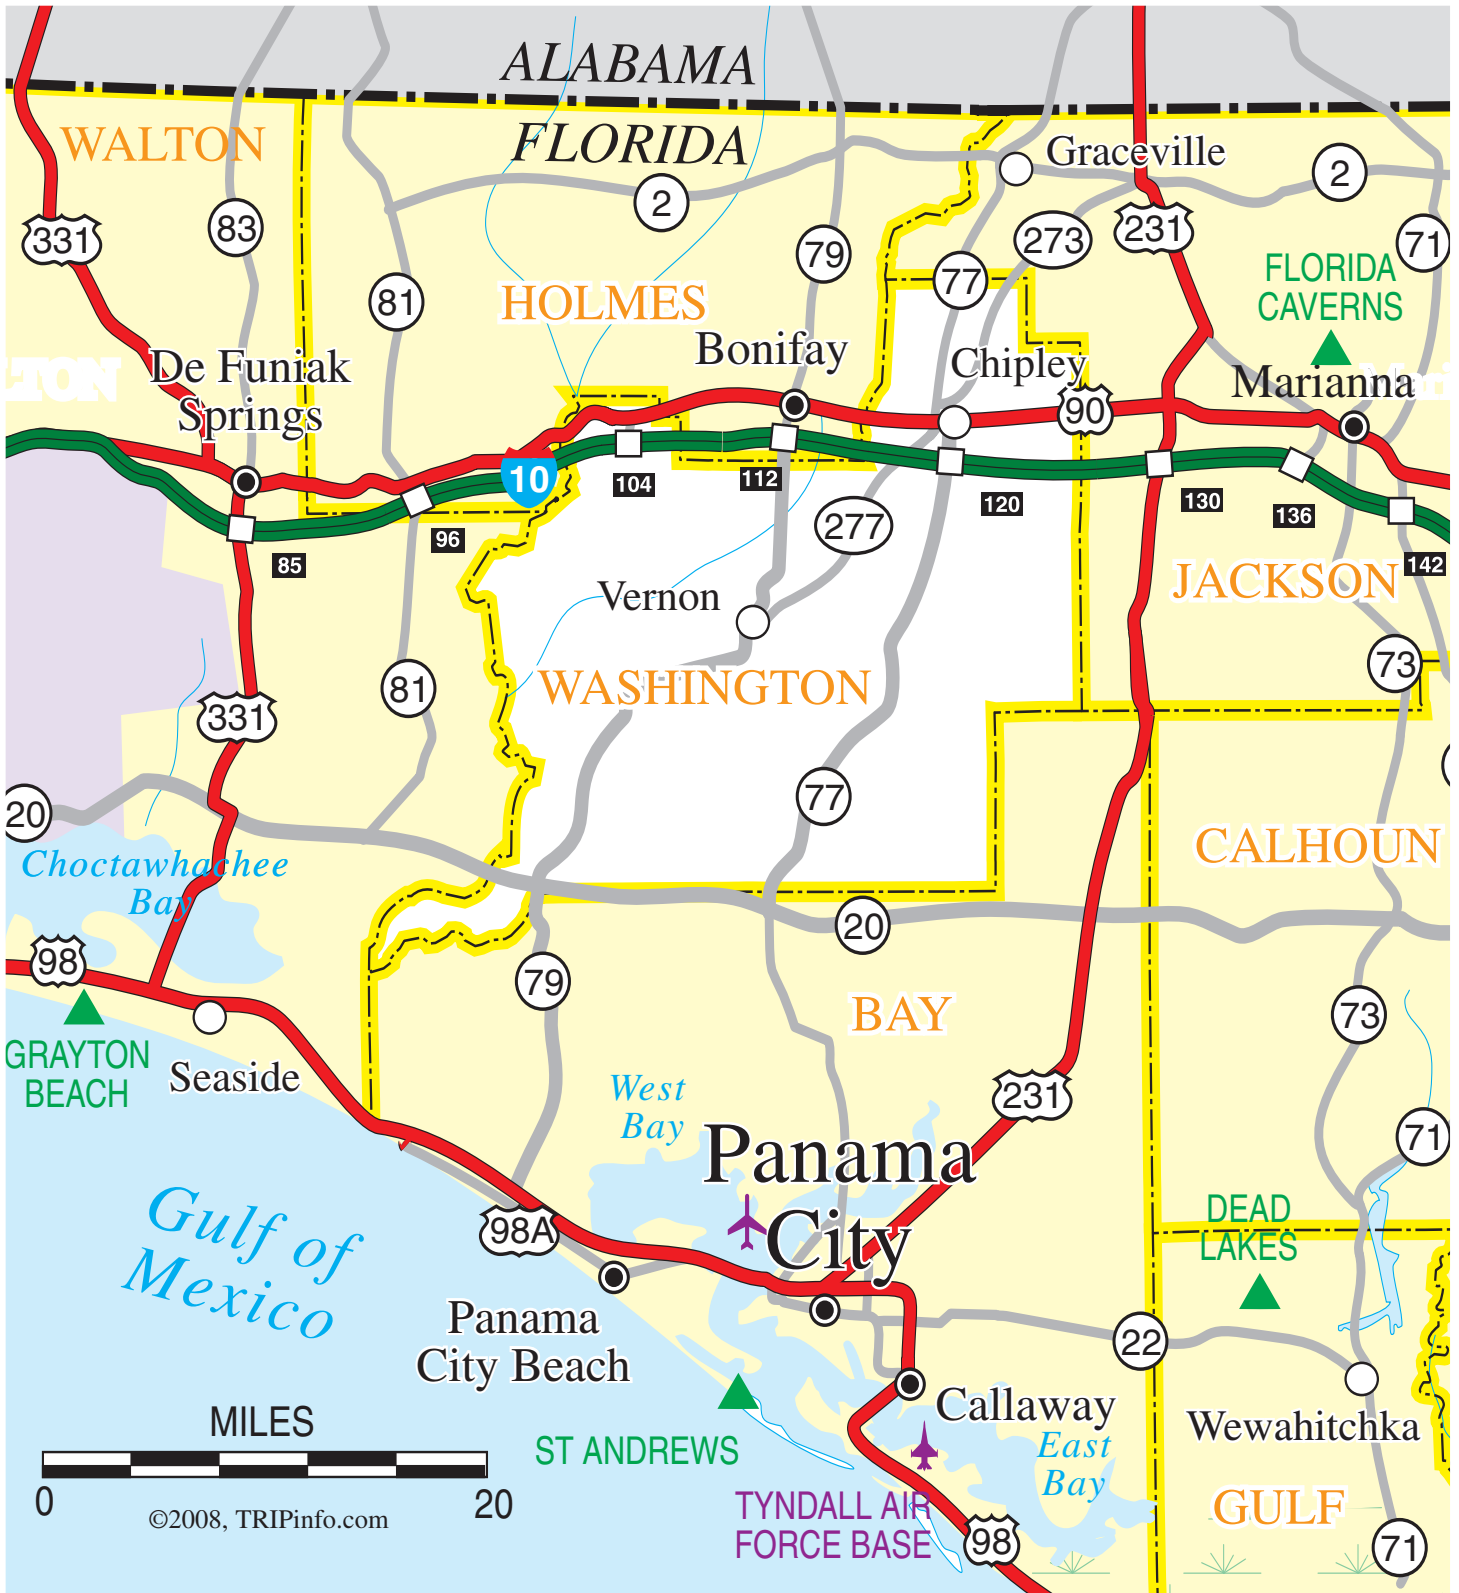 ALABAMA
FLORIDA
WALTON
Graceville
2
2
331
83
79
273
231
71
FLORIDA
CAVERNS
77
81
HOLMES
Bonifay
Chipley
De Funiak
Springs
LTON
Marianna
90
10
104
112
120
130
136
142
96
85
277
Vernon
JACKSON
WASHINGTON
73
81
331
77
20
CALHOUN
Choctawhachee
Bay
20
98
79
BAY
73
GRAYTON
BEACH
Seaside
West
Bay
231
71
Panama
City
Gulf of
Mexico
98A
DEAD
LAKES
Panama
City Beach
22
MILES
0
20
©2008, TRIPinfo.com
ST ANDREWS
Callaway
East
Bay
Wewahitchka
TYNDALL AIR
FORCE BASE
GULF
98
71